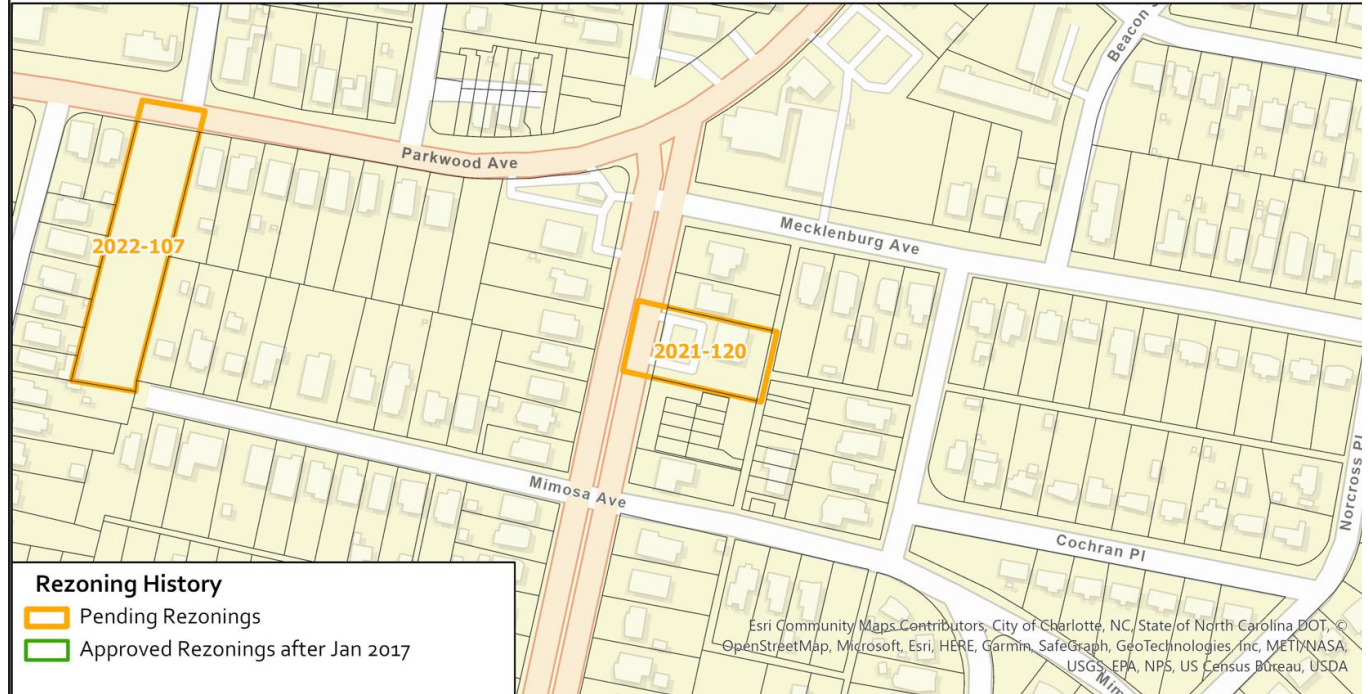 Beacon S
Parkwood Ave
Mecklenburg Ave
2022-107
2021-120
Mimosa Ave
Norcross Pl
Cochran Pl
Rezoning History
Pending Rezonings
Approved Rezonings after Jan 2017
Esri Community Maps Contributors, City of Charlotte, NC, State of North Carolina DOT, ©
OpenStreetMap, Microsoft, Esri, HERE, Garmin, SafeGraph, GeoTechnologies, Inc, METI/NASA,
USGS, EPA, NPS, US Census Bureau, USDA
Mim